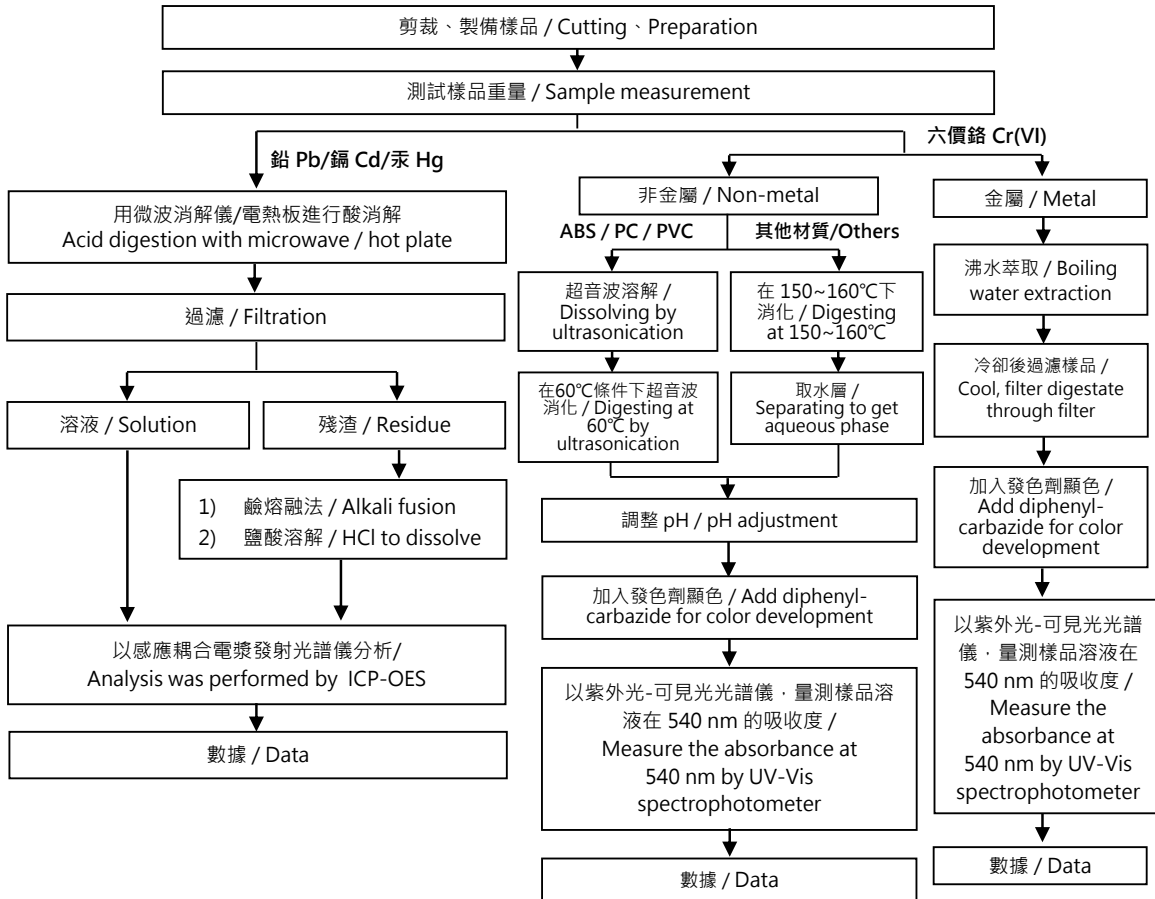 剪裁、製備樣品 / Cutting、Preparation
測試樣品重量 / Sample measurement
鉛 Pb/鎘 Cd/汞 Hg
六價鉻 Cr(VI)
用微波消解儀/電熱板進行酸消解
Acid digestion with microwave / hot plate
過濾 / Filtration
溶液 / Solution
殘渣 / Residue
1) 鹼熔融法 / Alkali fusion
2) 鹽酸溶解 / HCl to dissolve
以感應耦合電漿發射光譜儀分析/
Analysis was performed by ICP-OES
數據 / Data
非金屬 / Non-metal
ABS / PC / PVC
其他材質/Others
超音波溶解 /
Dissolving by
ultrasonication
在60℃條件下超音波
消化 / Digesting at
60℃ by
ultrasonication
在 150~160℃下
消化 / Digesting
at 150~160℃
取水層 /
Separating to get
aqueous phase
調整 pH / pH adjustment
加入發色劑顯色 / Add diphenyl-
carbazide for color development
以紫外光-可見光光譜儀，量測樣品溶
液在 540 nm 的吸收度 /
Measure the absorbance at
540 nm by UV-Vis
spectrophotometer
數據 / Data
金屬 / Metal
沸水萃取 / Boiling
water extraction
冷卻後過濾樣品 /
Cool, filter digestate
through filter
加入發色劑顯色 /
Add diphenyl-
carbazide for color
development
以紫外光-可見光光譜
儀，量測樣品溶液在
540 nm 的吸收度 /
Measure the
absorbance at
540 nm by UV-Vis
spectrophotometer
數據 / Data